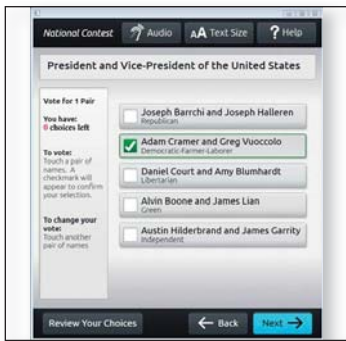 National Contest
Audio
AA Text Size
? Help
President and Vice-President of the United States
Vote for 1 Pair
You have:
0 choices left
To vote:
Touch a pair of
names. A
checkmark will
appear to confirm
your selection.
To change your
vote:
Touch another
pair of names
Joseph Barrchi and Joseph Halleren
Republican
Adam Cramer and Greg Vuoccolo
Democratic-Farmer-Laborer
Daniel Court and Amy Blumhardt
Libertarian
Alvin Boone and James Lian
Green
Austin Hilderbrand and James Garrity
Independent
Review Your Choices
Back
Next